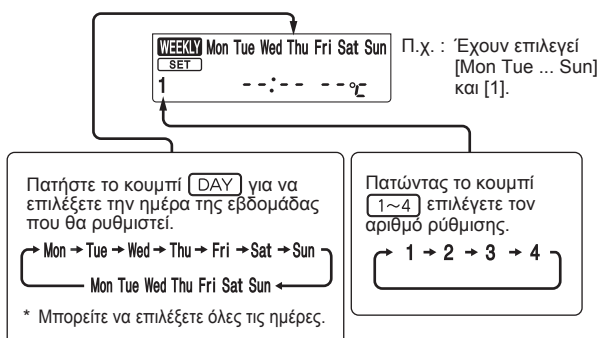 WEEKLY Mon Tue Wed Thu Fri Sat Sun
SET
1 --:-- --°C
Π.χ. : Έχουν επιλεγεί
[Mon Tue ... Sun]
και [1].
Πατήστε το κουμπί DAY για να
επιλέξετε την ημέρα της εβδομάδας
που θα ρυθμιστεί.
Mon → Tue → Wed → Thu → Fri → Sat → Sun
Mon Tue Wed Thu Fri Sat Sun
* Μπορείτε να επιλέξετε όλες τις ημέρες.
Πατώντας το κουμπί
1~4 επιλέγετε τον
αριθμό ρύθμισης.
1 → 2 → 3 → 4